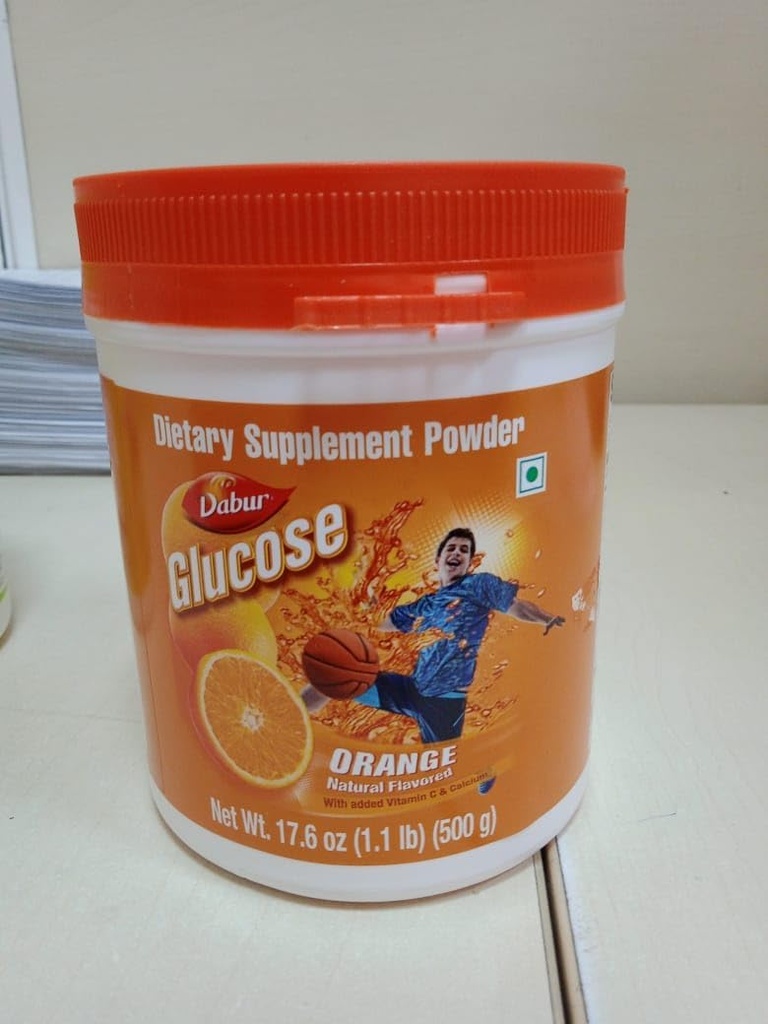 Dietary Supplement Powder
Dabur
Glucose
ORANGE
Natural Flavored
With added Vitamin C & Calcium
Net Wt. 17.6 oz (1.1 lb) (500 g)